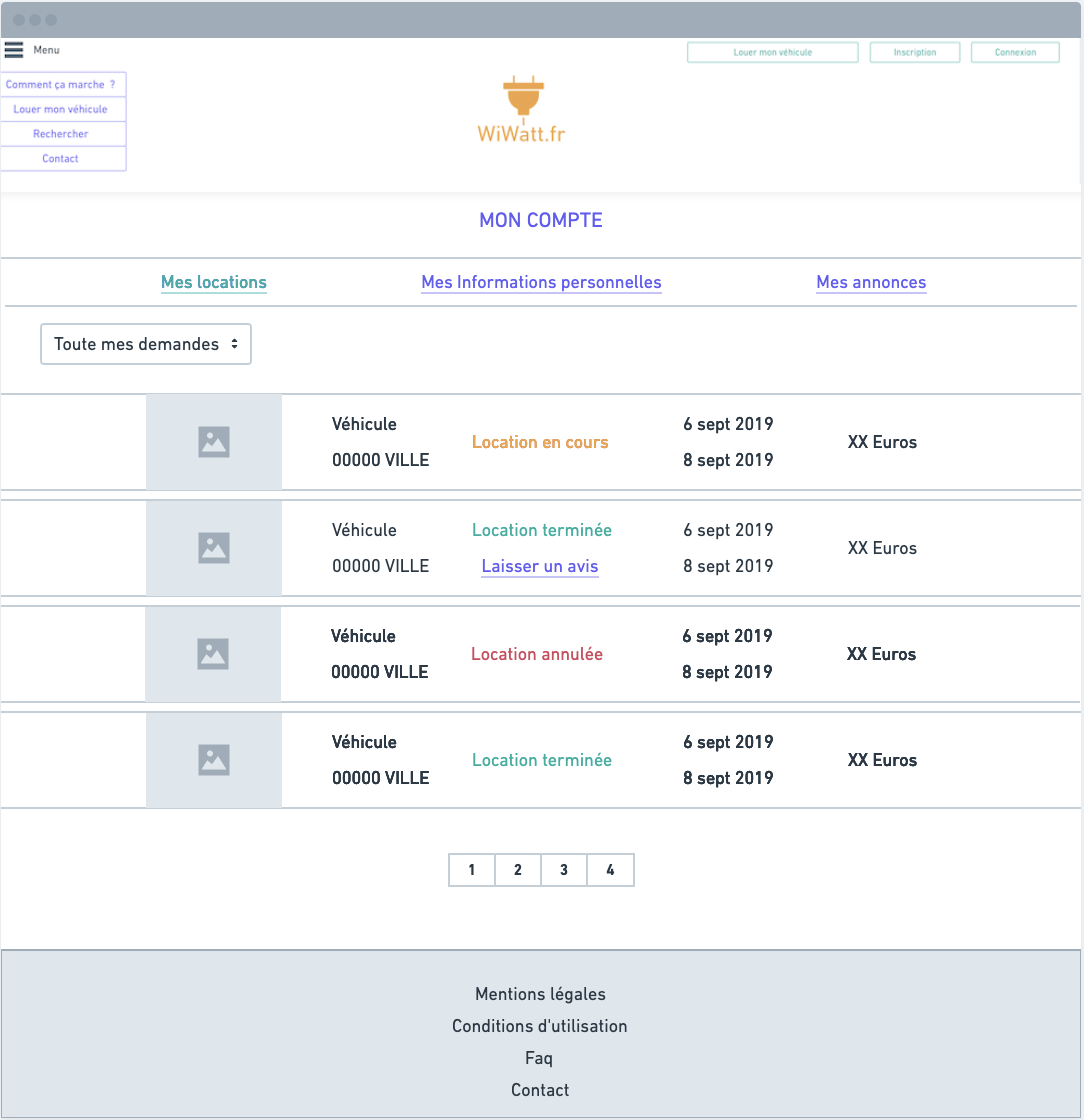 Menu
Louer mon véhicule
Inscription
Connexion
Comment ça marche ?
Louer mon véhicule
Rechercher
Contact
WiWatt.fr
MON COMPTE
Mes locations
Mes Informations personnelles
Mes annonces
Toute mes demandes
Véhicule
00000 VILLE
Location en cours
6 sept 2019
8 sept 2019
XX Euros
Véhicule
00000 VILLE
Location terminée
Laisser un avis
6 sept 2019
8 sept 2019
XX Euros
Véhicule
00000 VILLE
Location annulée
6 sept 2019
8 sept 2019
XX Euros
Véhicule
00000 VILLE
Location terminée
6 sept 2019
8 sept 2019
XX Euros
1 2 3 4
Mentions légales
Conditions d'utilisation
Faq
Contact